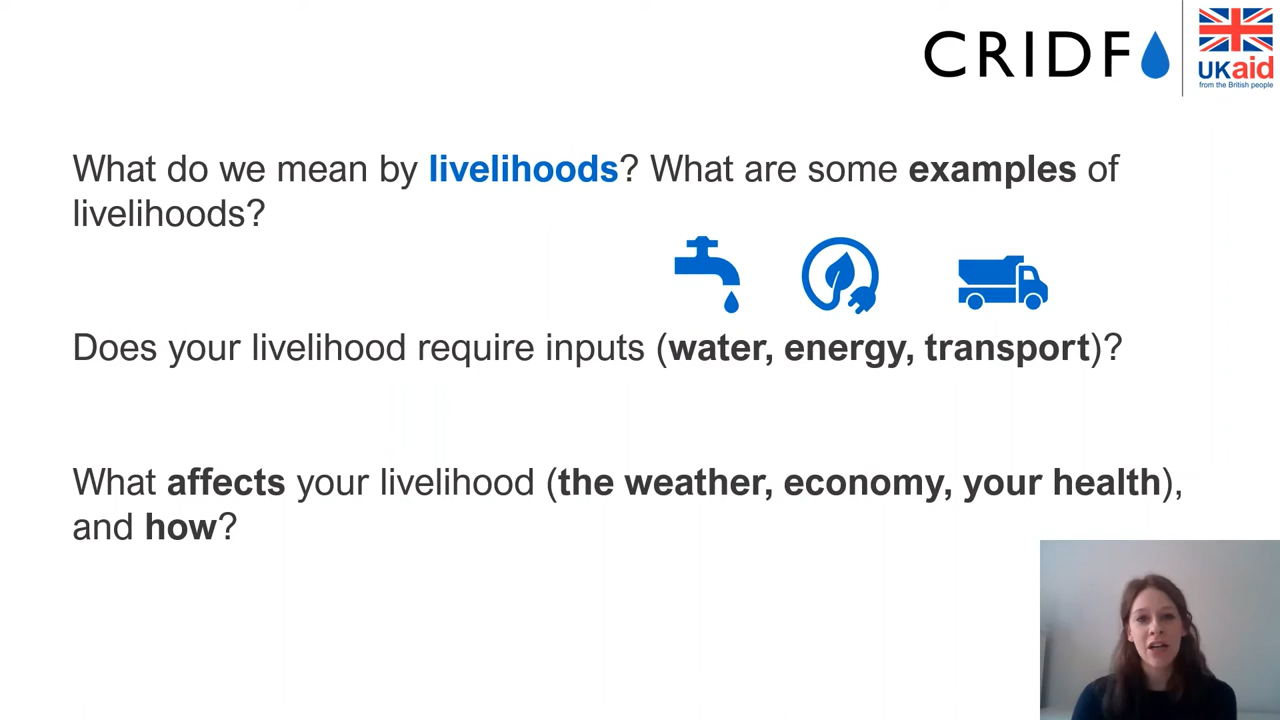 CRIDF
UKaid
from the British people
What do we mean by livelihoods? What are some examples of
livelihoods?
Does your livelihood require inputs (water, energy, transport)?
What affects your livelihood (the weather, economy, your health),
and how?